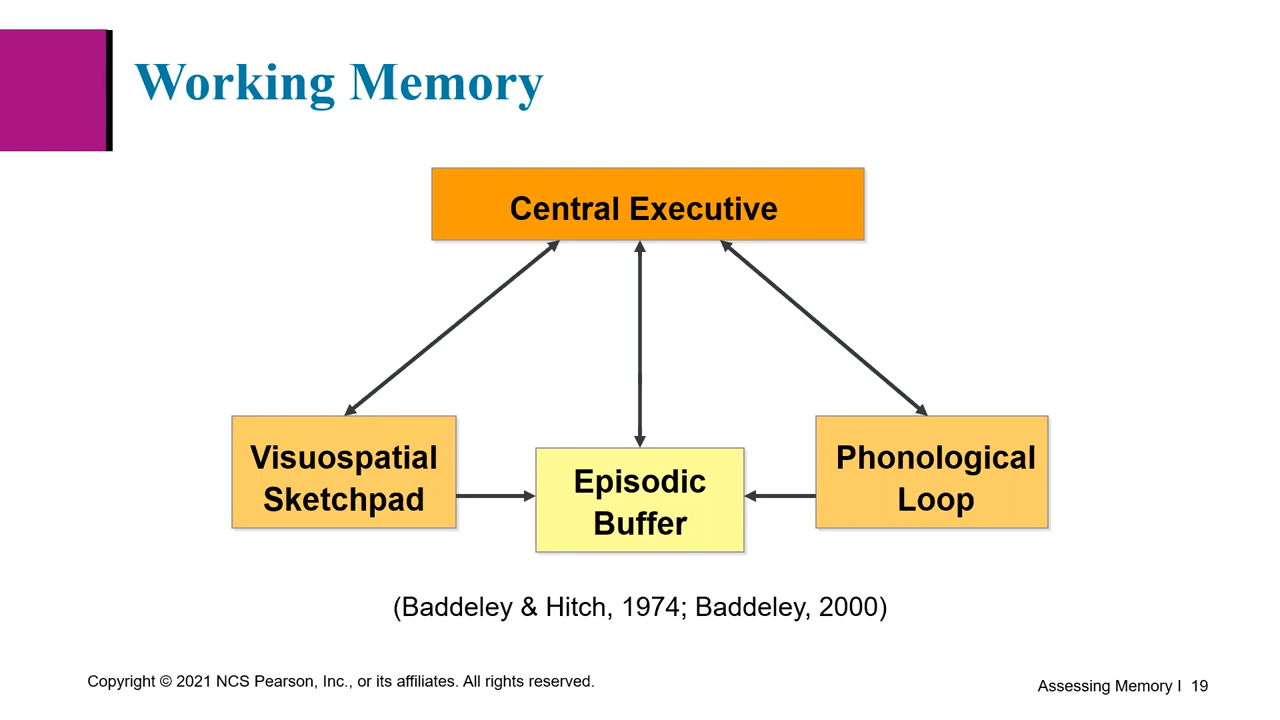 Working Memory
Central Executive
Visuospatial
Sketchpad
Episodic
Buffer
Phonological
Loop
(Baddeley & Hitch, 1974; Baddeley, 2000)
Copyright © 2021 NCS Pearson, Inc., or its affiliates. All rights reserved.
Assessing Memory I 19